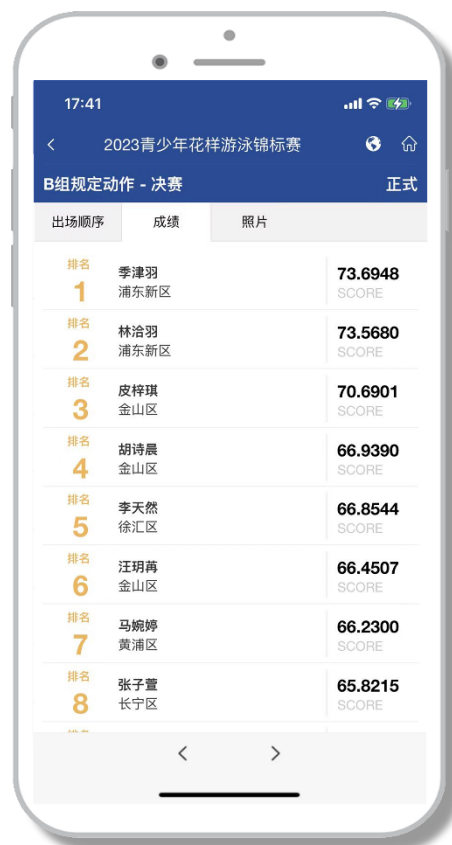 17:41
2023青少年花样游泳锦标赛
B组规定动作 - 决赛 正式
出场顺序 成绩 照片
排名
1 季津羽 73.6948
浦东新区 SCORE
排名
2 林洽羽 73.5680
浦东新区 SCORE
排名
3 皮梓琪 70.6901
金山区 SCORE
排名
4 胡诗晨 66.9390
金山区 SCORE
排名
5 李天然 66.8544
徐汇区 SCORE
排名
6 汪玥苒 66.4507
金山区 SCORE
排名
7 马婉婷 66.2300
黄浦区 SCORE
排名
8 张子萱 65.8215
长宁区 SCORE